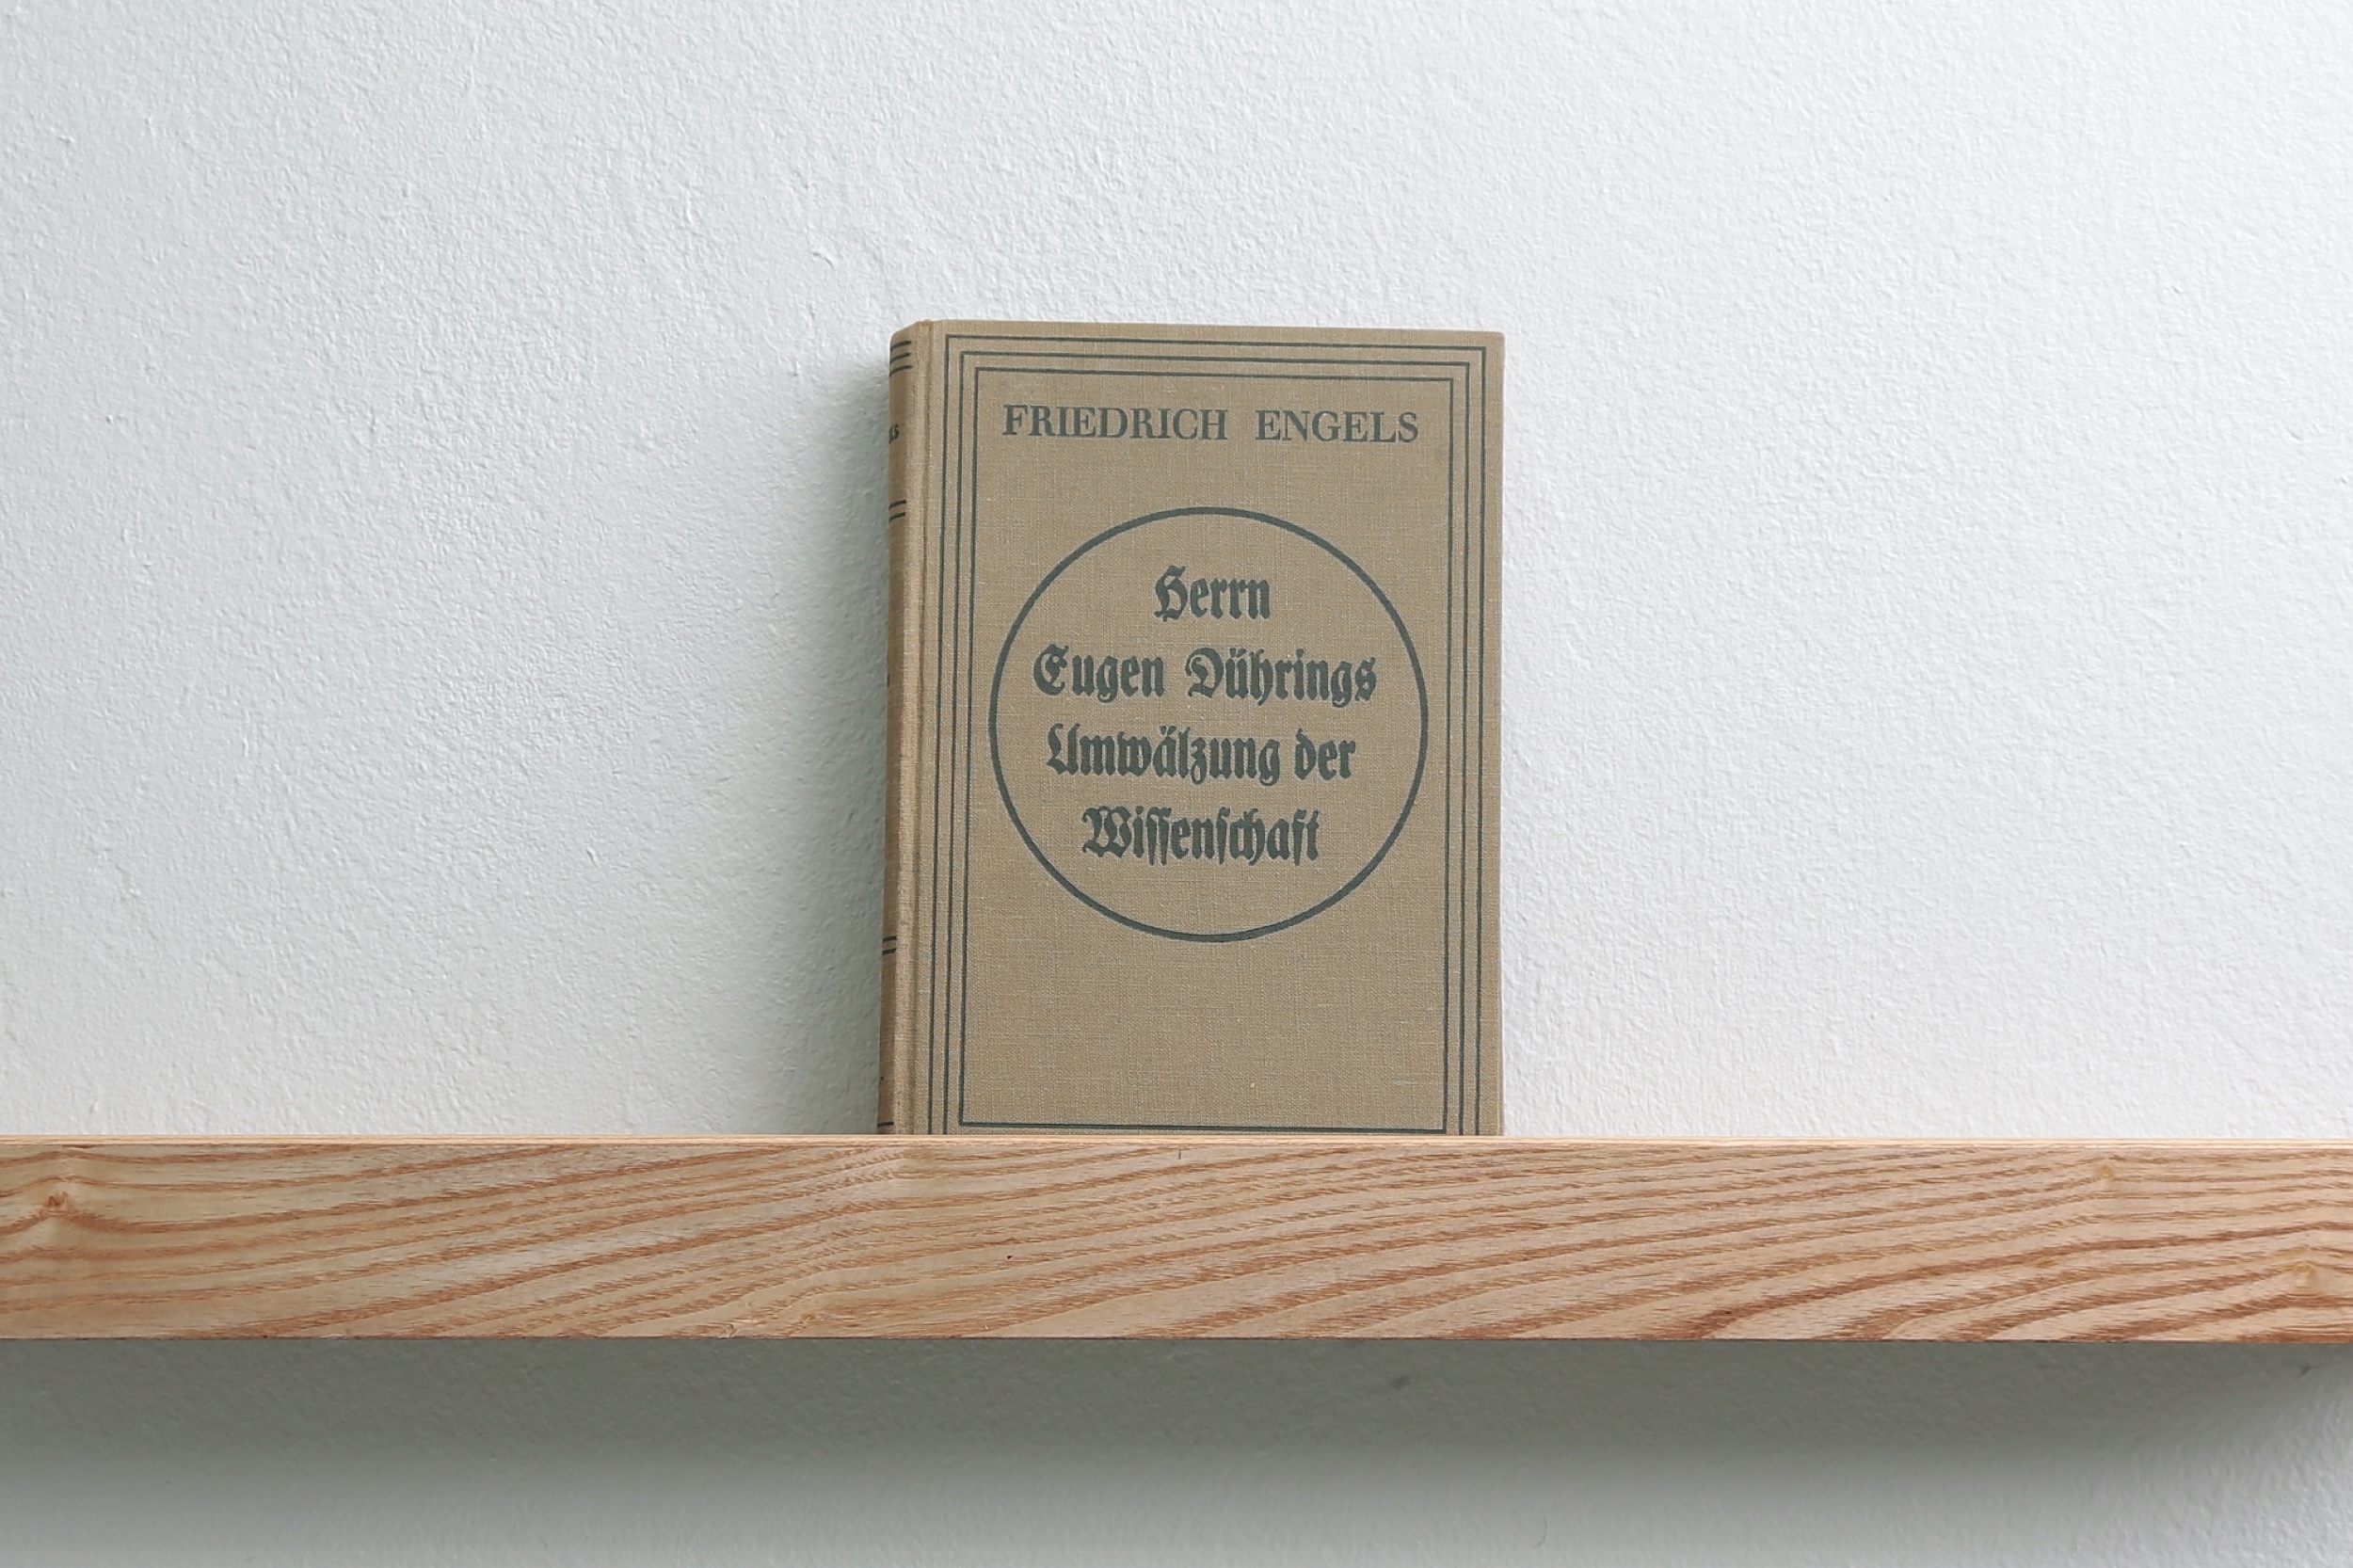 FRIEDRICH ENGELS
Herrn
Eugen Dührings
Umwälzung der
Wiſſenſchaft